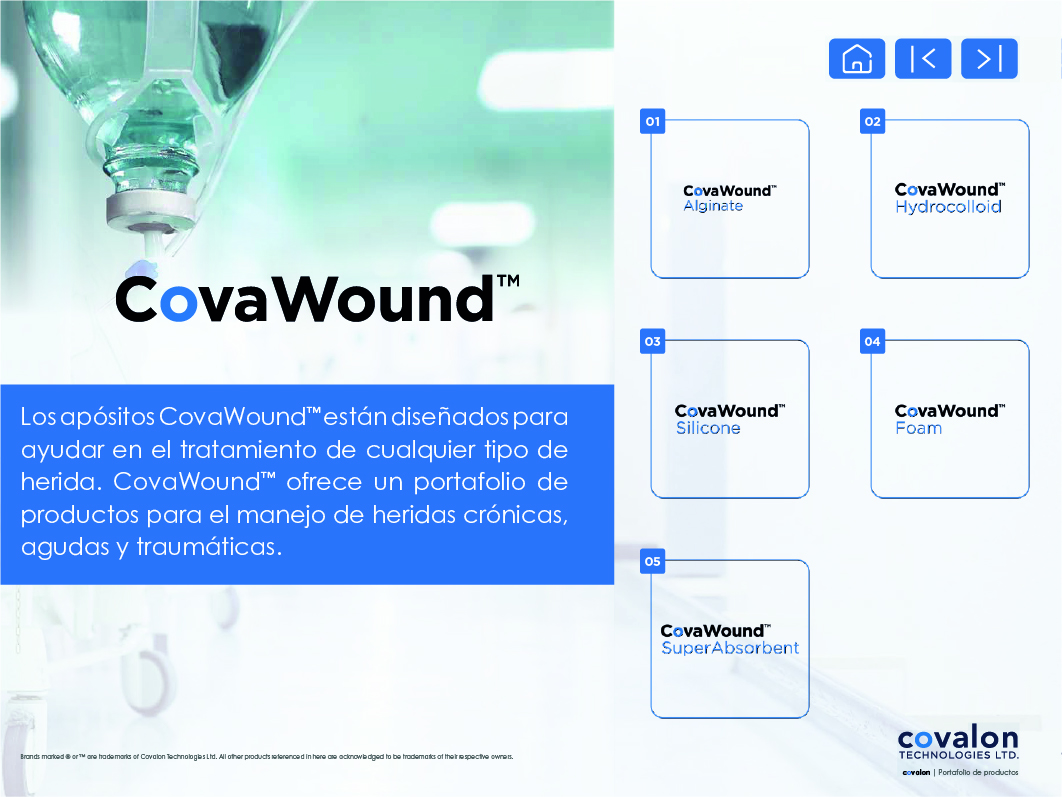 CovaWound™
Los apósitos CovaWound™ están diseñados para
ayudar en el tratamiento de cualquier tipo de
herida. CovaWound™ ofrece un portafolio de
productos para el manejo de heridas crónicas,
agudas y traumáticas.
01
CovaWound™
Alginate
02
CovaWound™
Hydrocolloid
03
CovaWound™
Silicone
04
CovaWound™
Foam
05
CovaWound™
SuperAbsorbent
Brands marked ® or ™ are trademarks of Covalon Technologies Ltd. All other products referenced in here are acknowledged to be trademarks of their respective owners.
covalon
TECHNOLOGIES LTD.
covalon | Portafolio de productos